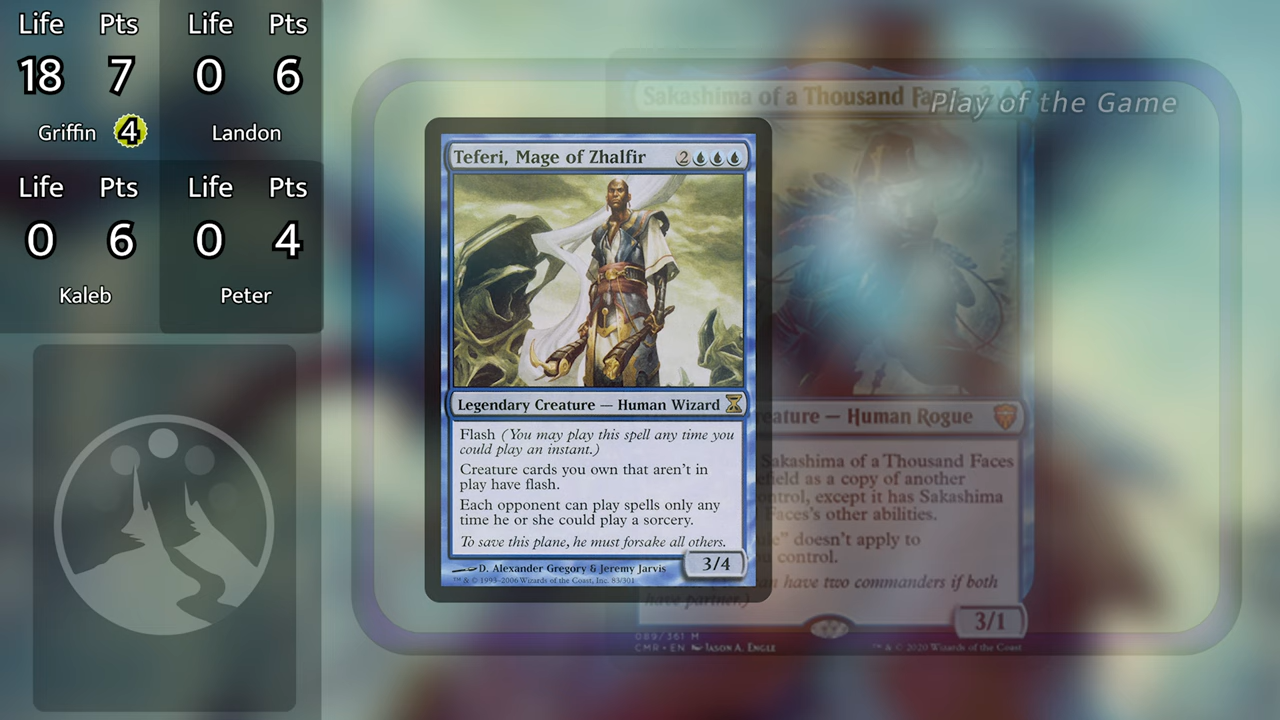 Life Pts Life Pts
18 7 0 6
Griffin 4 Landon
Life Pts Life Pts
0 6 0 4
Kaleb Peter
Play of the Game
Teferi, Mage of Zhalfir 2
Legendary Creature — Human Wizard
Flash (You may play this spell any time you
could play an instant.)
Creature cards you own that aren't in
play have flash.
Each opponent can play spells only any
time he or she could play a sorcery.
To save this plane, he must forsake all others.
D. Alexander Gregory & Jeremy Jarvis
™ & © 1993–2006 Wizards of the Coast, Inc. 83/301
3/4
Sakashima of a Thousand
eature — Human Rogue
Sakashima of a Thousand Faces
efield as a copy of another
ontrol, except it has Sakashima
Faces's other abilities.
ule" doesn't apply to
u control.
an have two commanders if both
have partner.)
3/1
089/361 M
CMR • EN Jason A. Engle
™ & © 2020 Wizards of the Coast